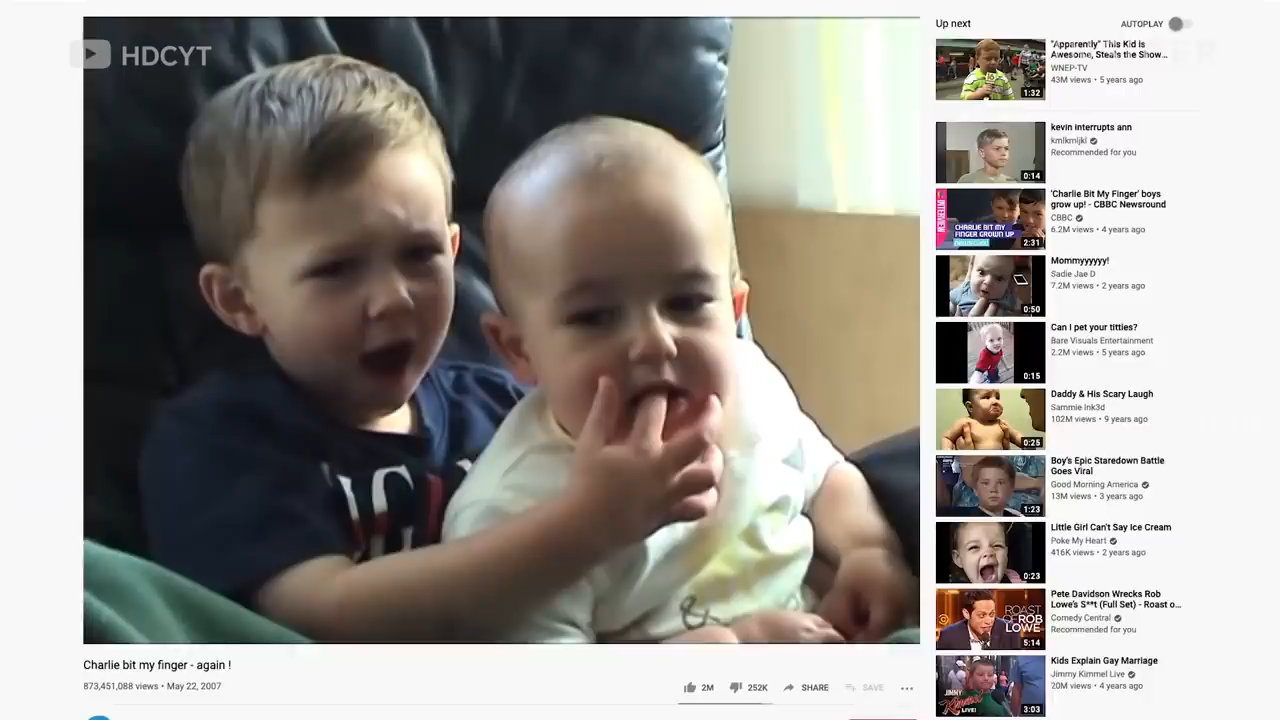 HDCYT
Charlie bit my finger - again !
873,451,088 views • May 22, 2007
2M
252K
SHARE
SAVE
Up next
AUTOPLAY
"Apparently" This Kid is
Awesome, Steals the Show...
WNEP-TV
43M views • 5 years ago
1:32
kevin interrupts ann
kmlkmljkl
Recommended for you
0:14
'Charlie Bit My Finger' boys
grow up! - CBBC Newsround
CBBC
6.2M views • 4 years ago
INTERVIEW
CHARLIE BIT MY
FINGER GROWN UP
2:31
Mommyyyyyy!
Sadie Jae D
7.2M views • 2 years ago
0:50
Can I pet your titties?
Bare Visuals Entertainment
2.2M views • 5 years ago
0:15
Daddy & His Scary Laugh
Sammie Ink3d
102M views • 9 years ago
0:25
Boy's Epic Staredown Battle
Goes Viral
Good Morning America
13M views • 3 years ago
1:23
Little Girl Can't Say Ice Cream
Poke My Heart
416K views • 2 years ago
0:23
Pete Davidson Wrecks Rob
Lowe's S**t (Full Set) - Roast o...
Comedy Central
Recommended for you
ROAST
OF ROB
LOWE
5:14
Kids Explain Gay Marriage
Jimmy Kimmel Live
20M views • 4 years ago
JIMMY
Kimmel
LIVE!
3:03